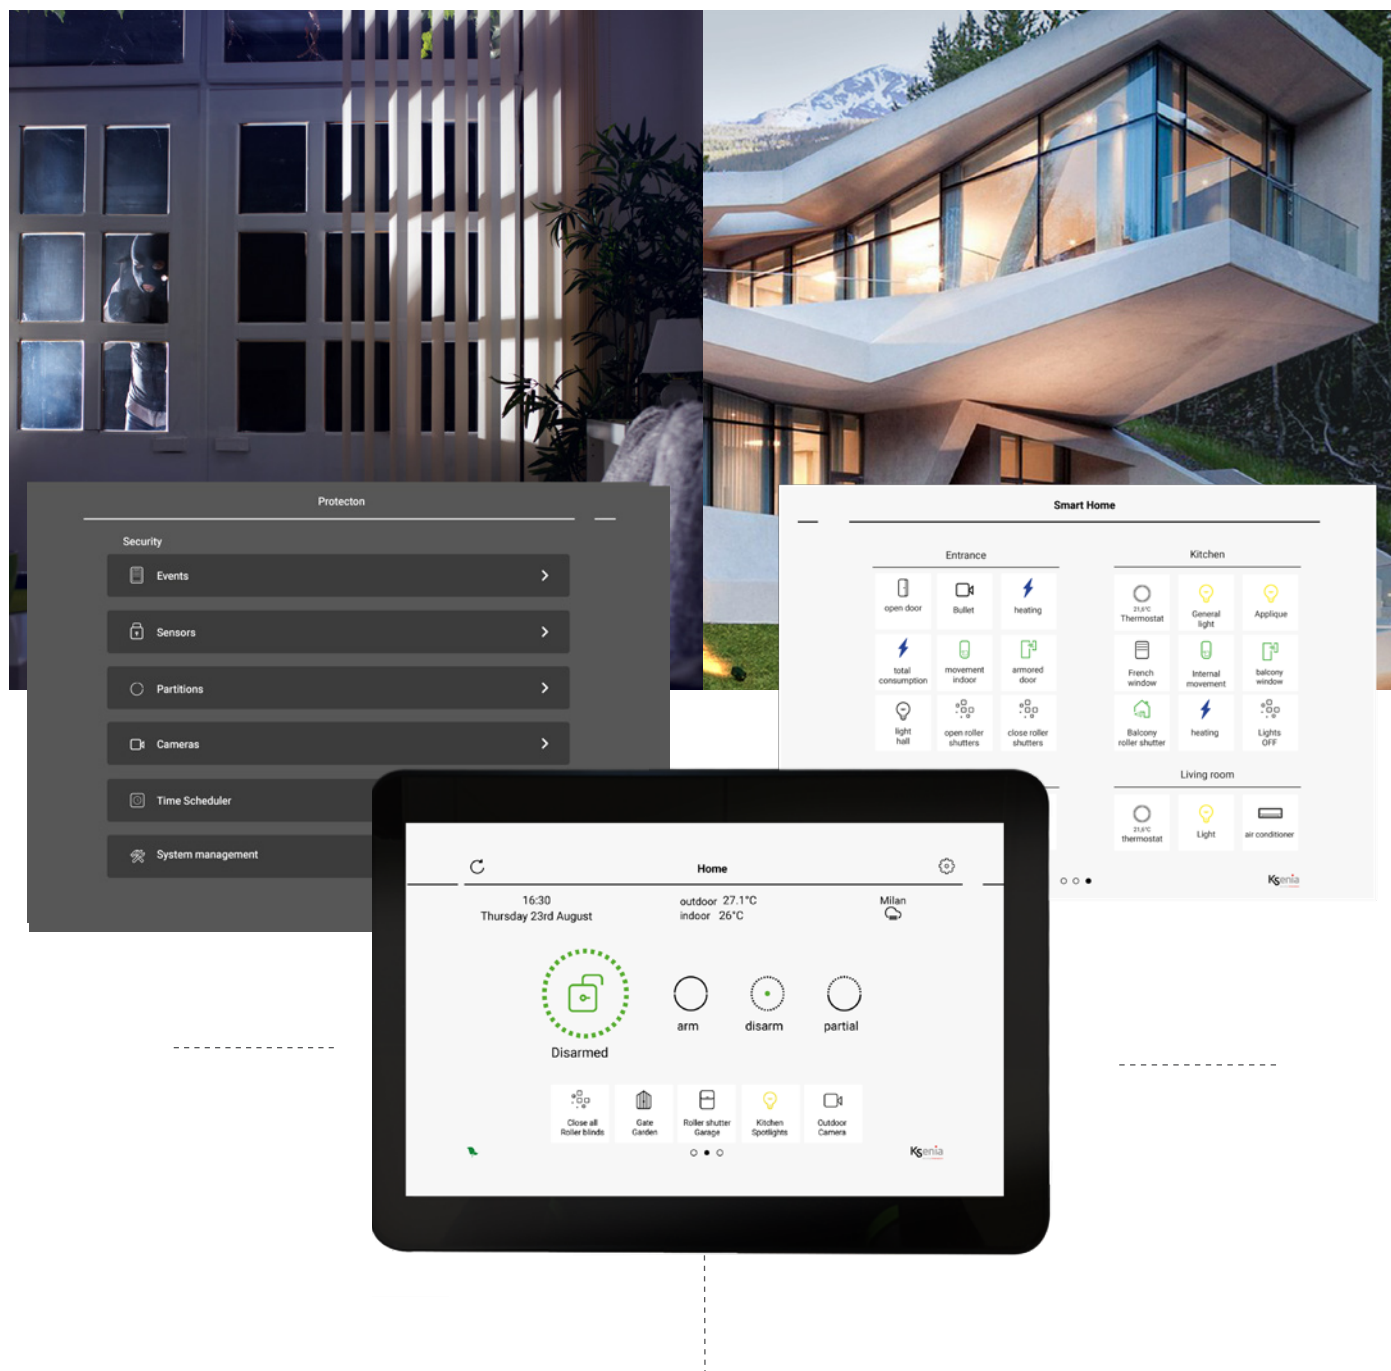 Protecton
Security
Events
Sensors
Partitions
Cameras
Time Scheduler
System management
Smart Home
Entrance
open door
Bullet
heating
total
consumption
movement
indoor
armored
door
light
hall
open roller
shutters
close roller
shutters
Kitchen
21,6°C
Thermostat
General
light
Applique
French
window
Internal
movement
balcony
window
Balcony
roller shutter
heating
Lights
OFF
Living room
21,6°C
thermostat
Light
air conditioner
Ksenia
Home
16:30
Thursday 23rd August
outdoor 27.1°C
indoor 26°C
Milan
Disarmed
arm
disarm
partial
Close all
Roller blinds
Gate
Garden
Roller shutter
Garage
Kitchen
Spotlights
Outdoor
Camera
Ksenia